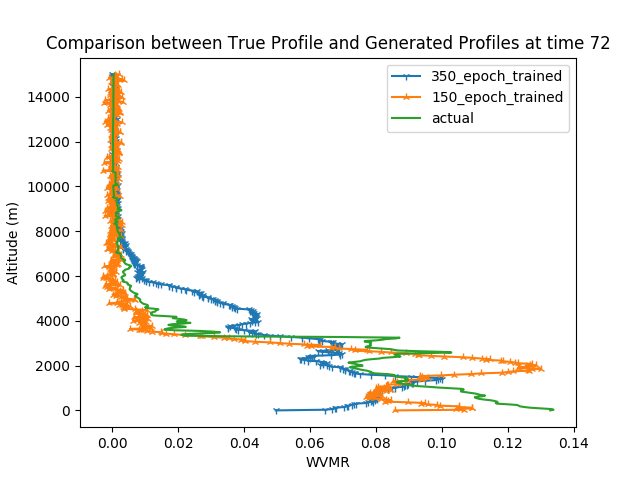 Comparison between True Profile and Generated Profiles at time 72
350_epoch_trained
150_epoch_trained
actual
14000
12000
10000
8000
6000
4000
2000
0
Altitude (m)
0.00 0.02 0.04 0.06 0.08 0.10 0.12 0.14
WVMR